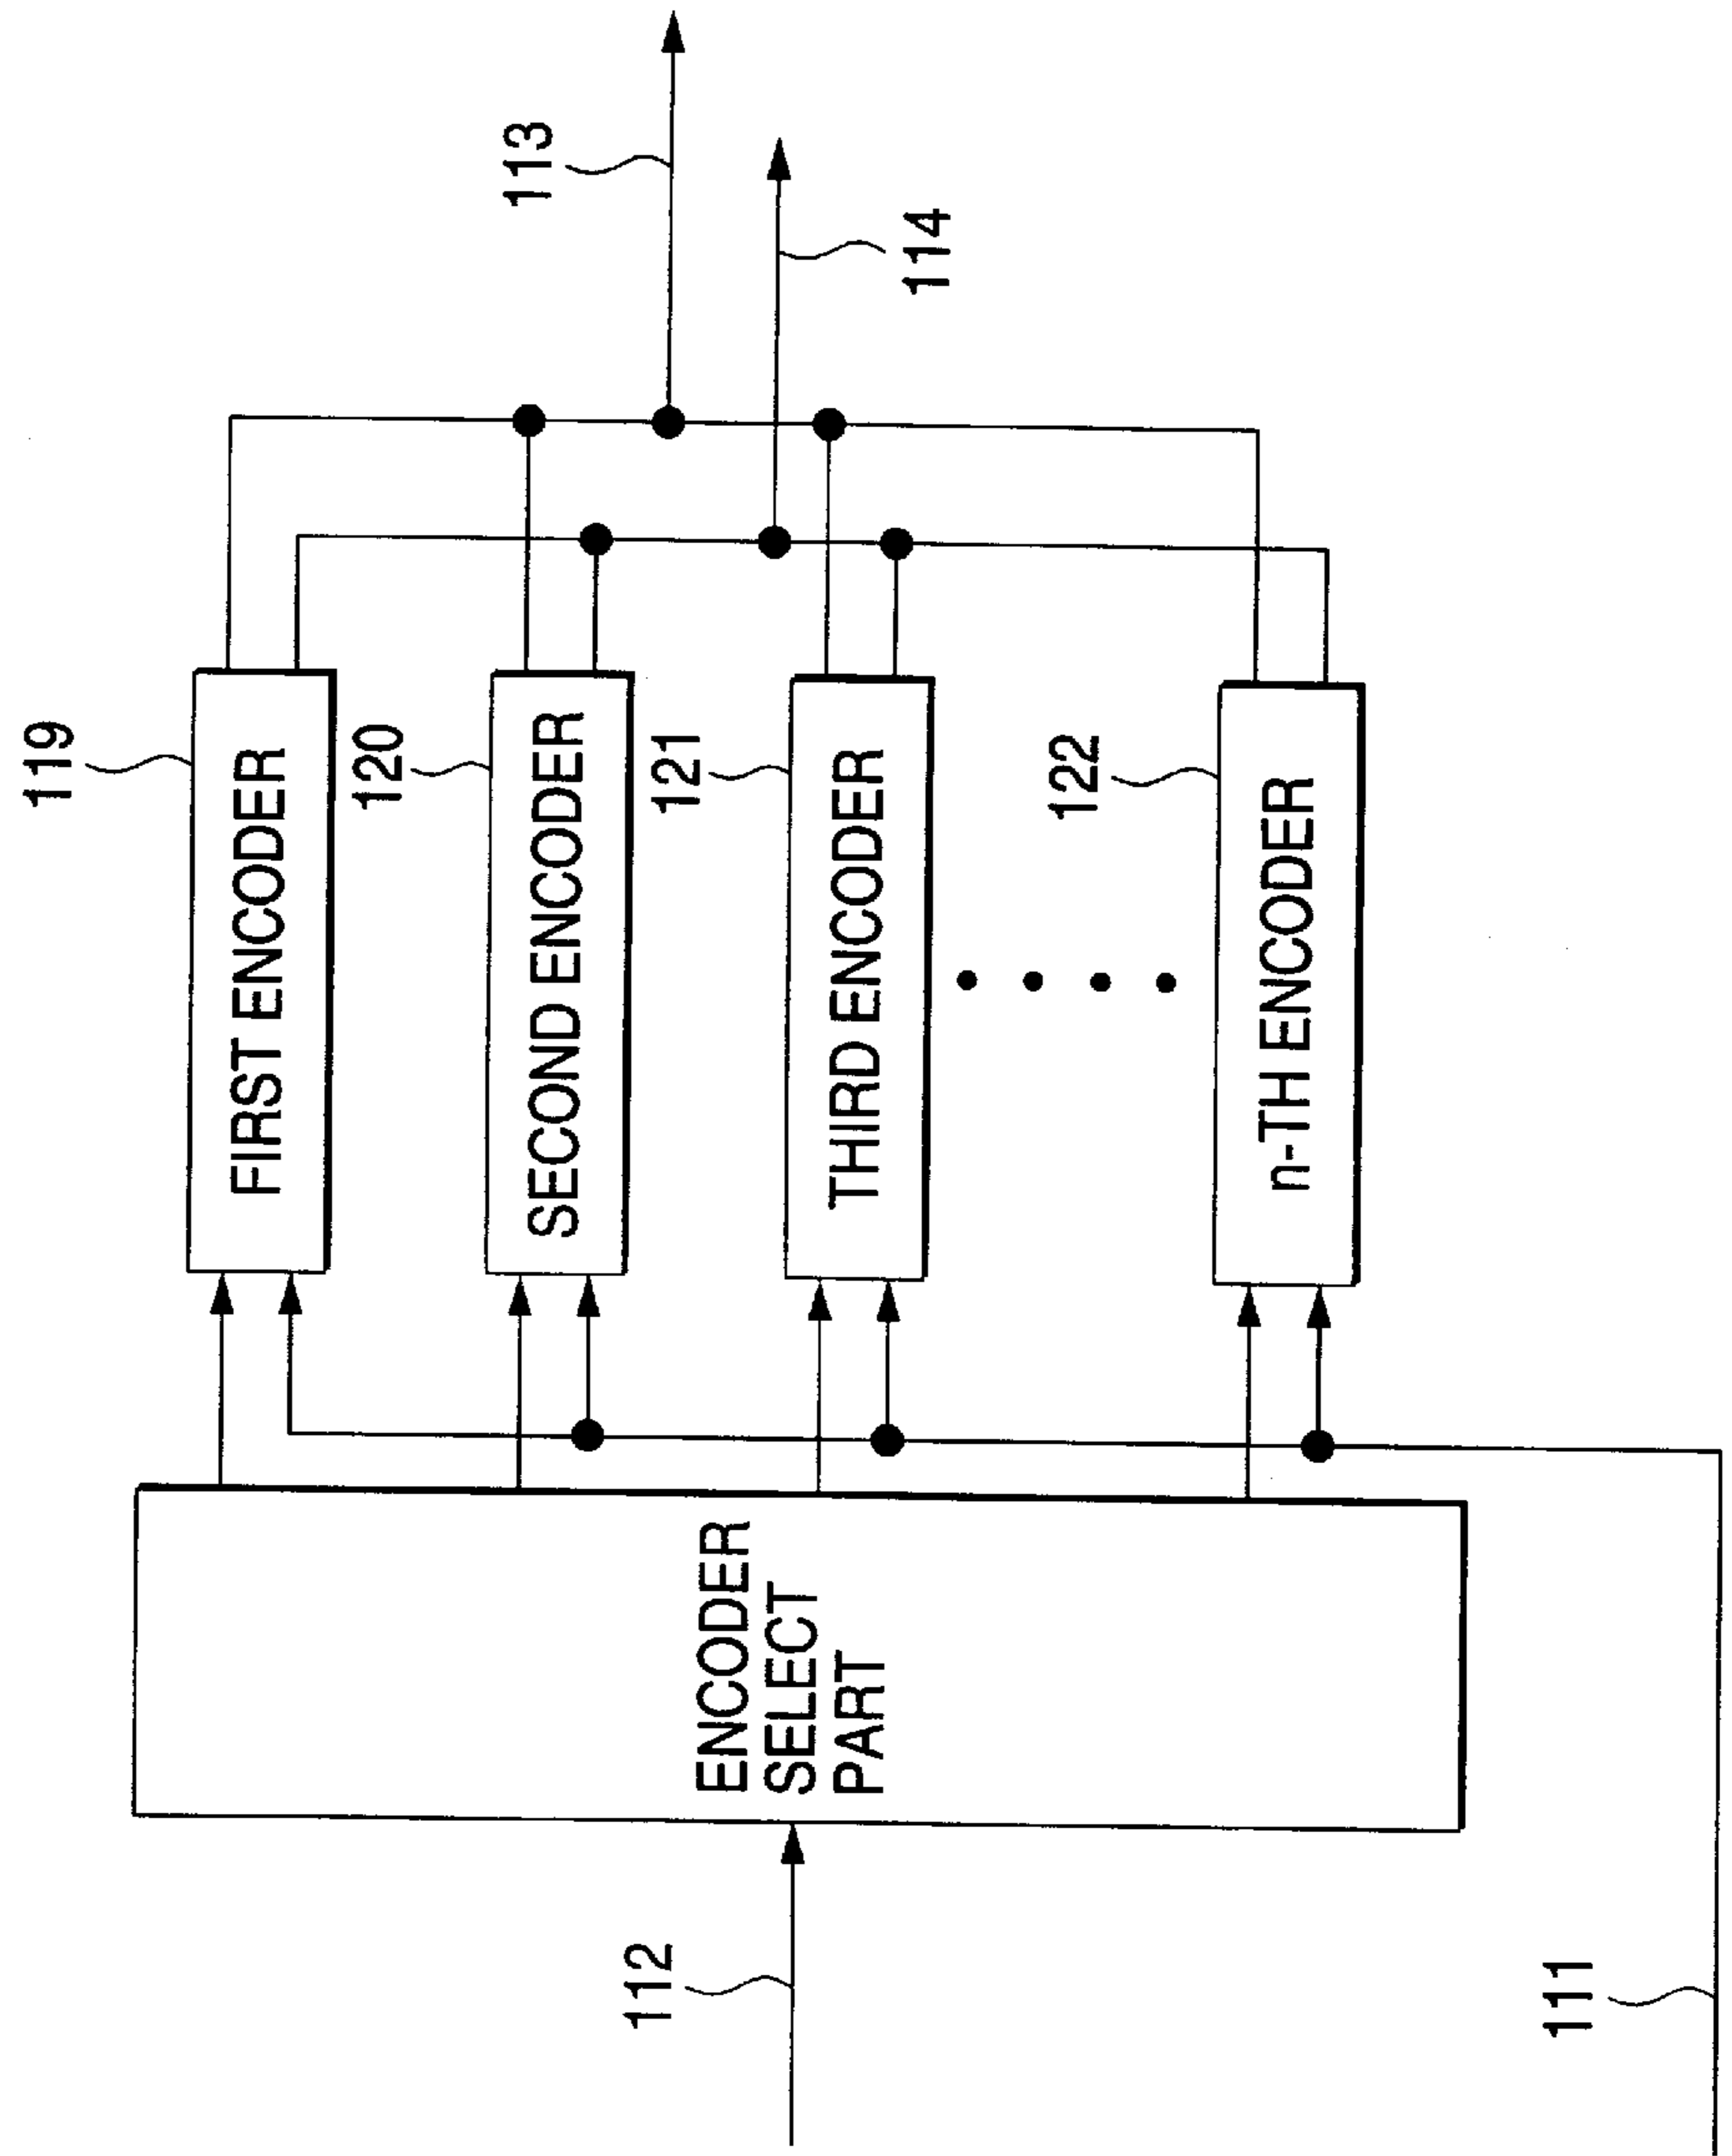 112
111
ENCODER
SELECT
PART
119
FIRST ENCODER
120
SECOND ENCODER
121
THIRD ENCODER
122
n-TH ENCODER
113
114